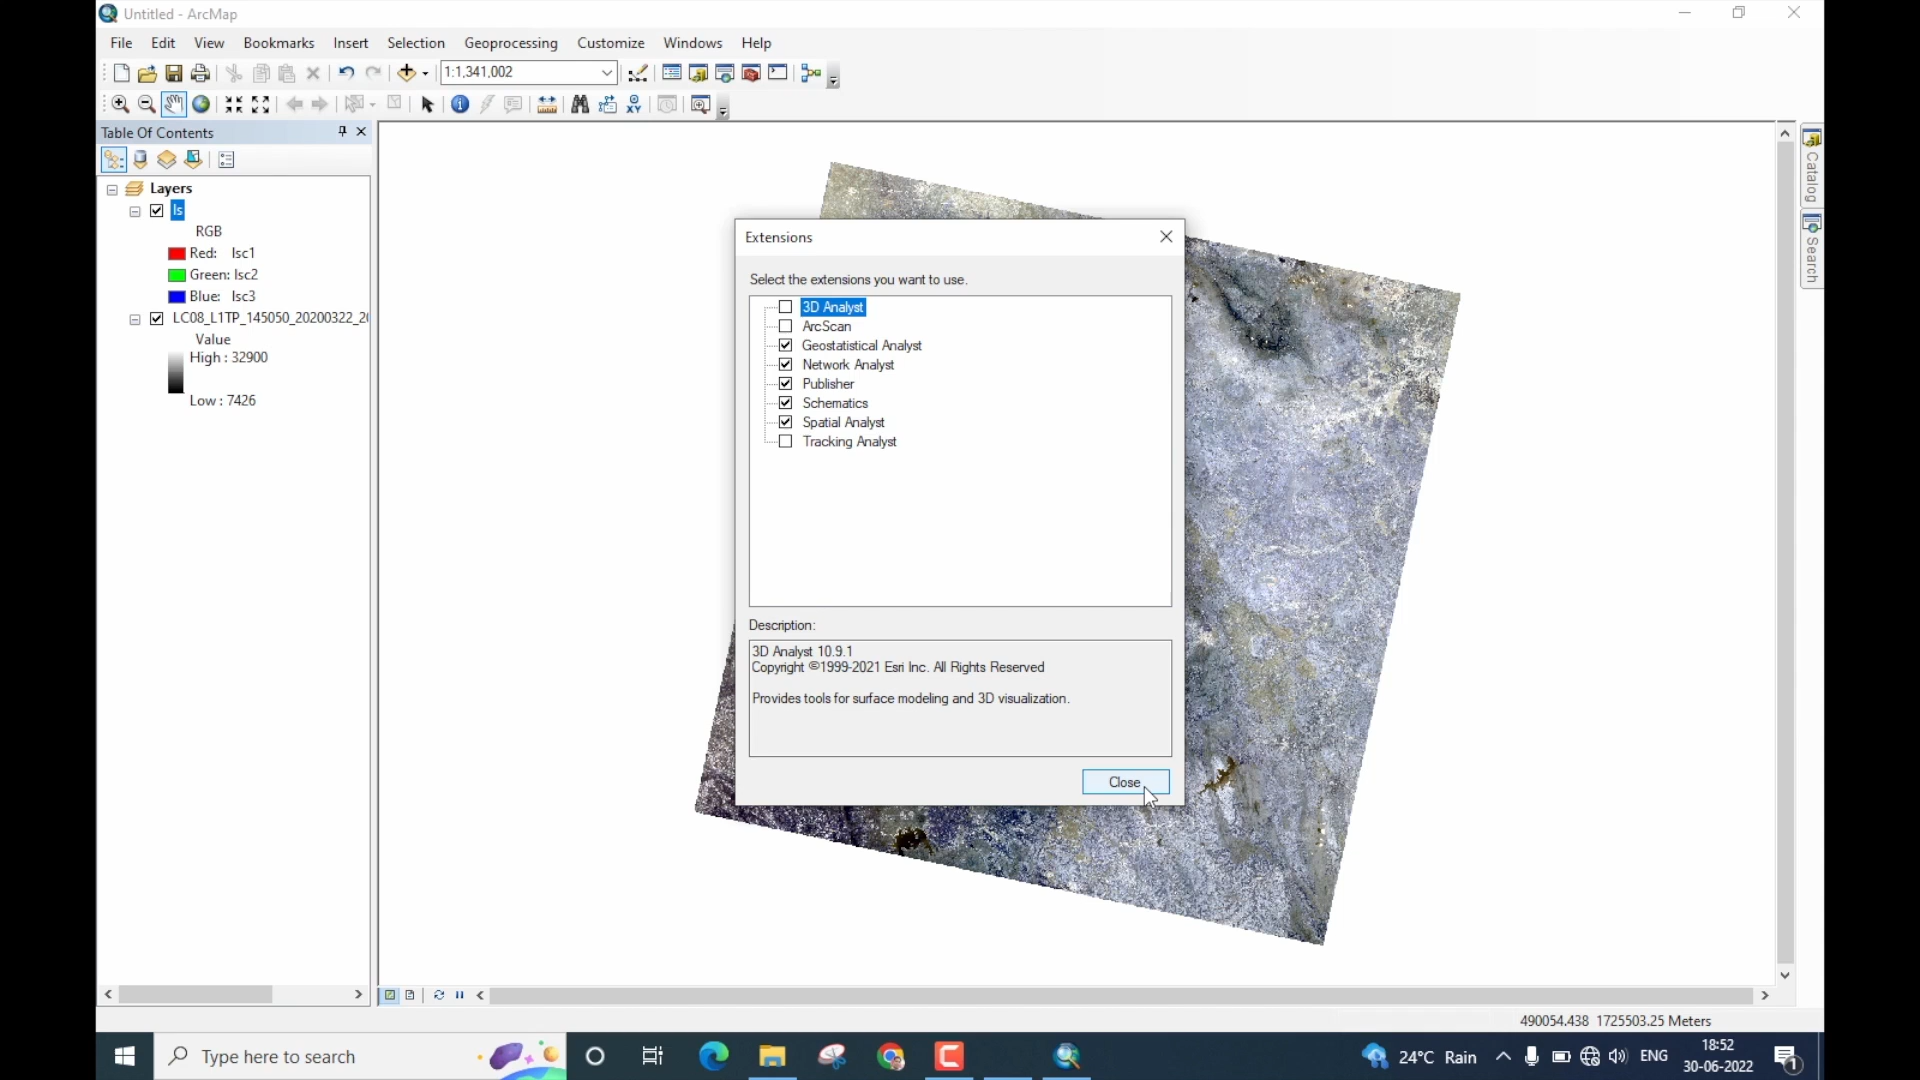 Untitled - ArcMap
File Edit View Bookmarks Insert Selection Geoprocessing Customize Windows Help
1:1,341,002
Table Of Contents
Layers
ls
RGB
Red: lsc1
Green: lsc2
Blue: lsc3
LC08_L1TP_145050_20200322_20
Value
High : 32900
Low : 7426
Extensions
Select the extensions you want to use.
3D Analyst
ArcScan
Geostatistical Analyst
Network Analyst
Publisher
Schematics
Spatial Analyst
Tracking Analyst
Description:
3D Analyst 10.9.1
Copyright ©1999-2021 Esri Inc. All Rights Reserved
Provides tools for surface modeling and 3D visualization.
Close
Catalog
Search
490054.438 1725503.25 Meters
Type here to search
24°C Rain
ENG
18:52
30-06-2022
1